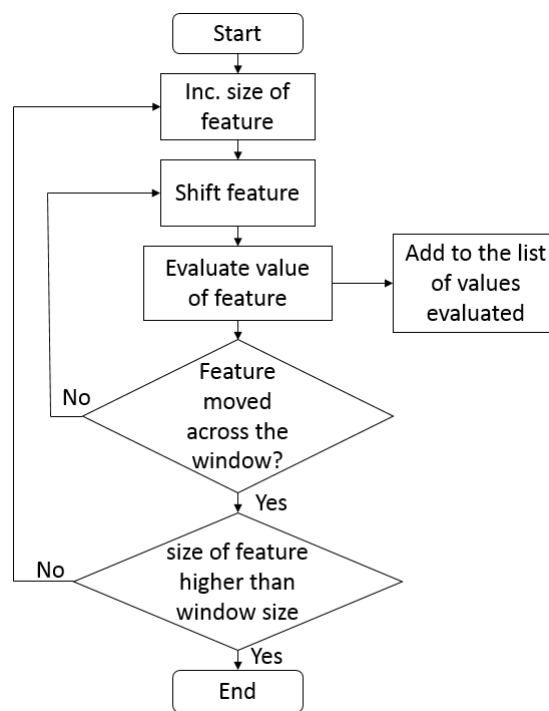 Start
Inc. size of
feature
Shift feature
Evaluate value
of feature
Add to the list
of values
evaluated
Feature
moved
across the
window?
No
Yes
size of feature
higher than
window size
No
Yes
End